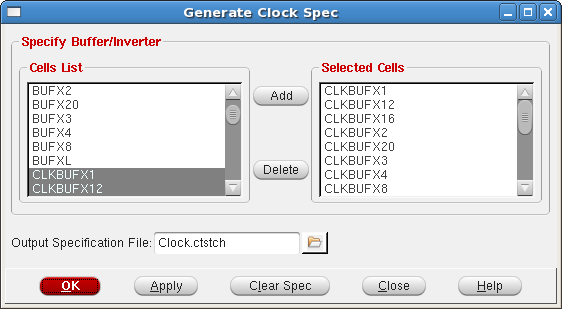 Generate Clock Spec
Specify Buffer/Inverter
Cells List
BUFX2
BUFX20
BUFX3
BUFX4
BUFX8
BUFXL
CLKBUFX1
CLKBUFX12
Add
Delete
Selected Cells
CLKBUFX1
CLKBUFX12
CLKBUFX16
CLKBUFX2
CLKBUFX20
CLKBUFX3
CLKBUFX4
CLKBUFX8
Output Specification File: Clock.ctstch
OK Apply Clear Spec Close Help